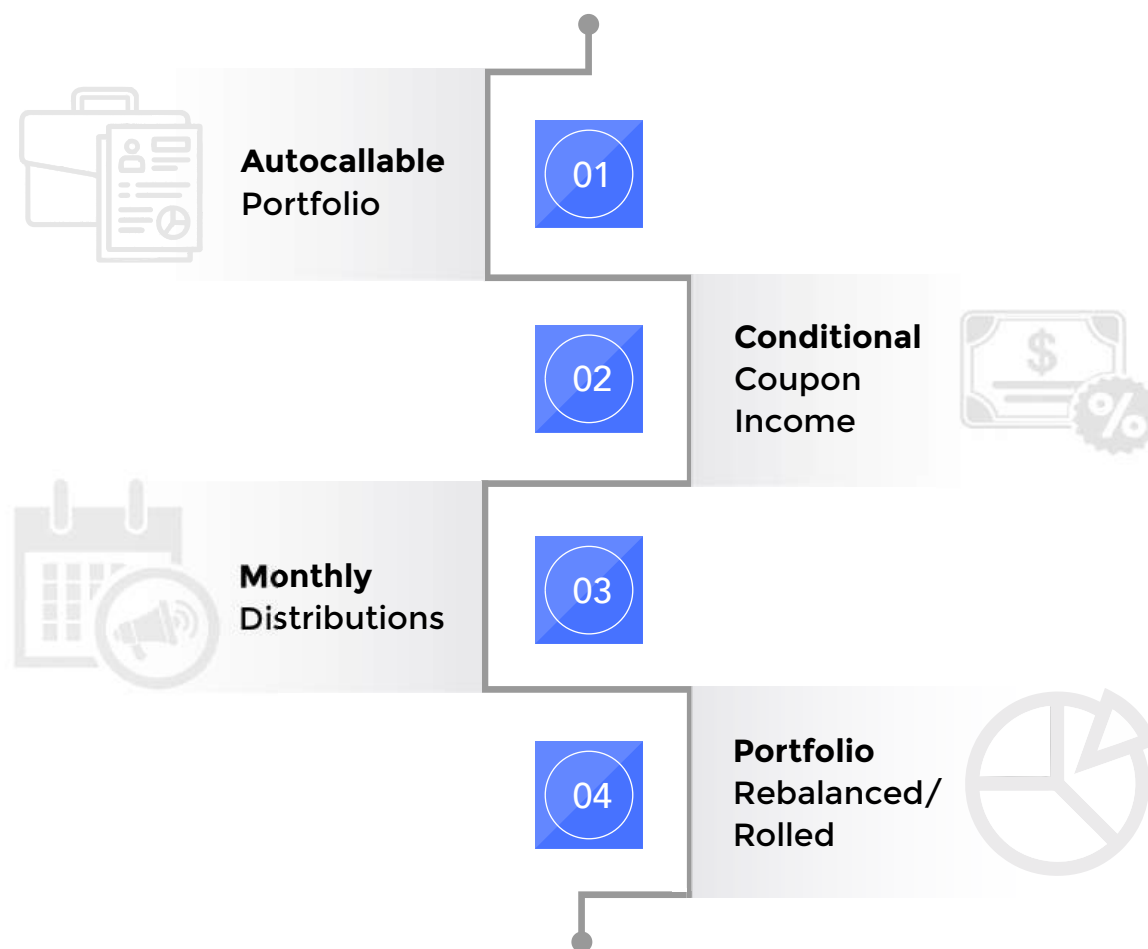 01
Autocallable
Portfolio
02
Conditional
Coupon
Income
$
%
03
Monthly
Distributions
04
Portfolio
Rebalanced/
Rolled